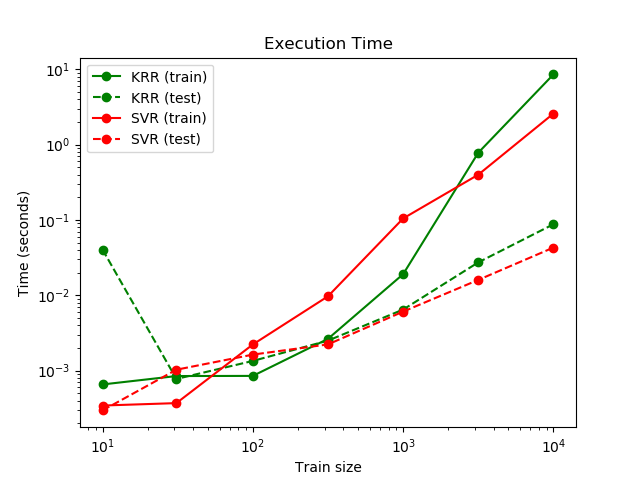 Execution Time
KRR (train)
KRR (test)
SVR (train)
SVR (test)
Time (seconds)
10¹
10⁰
10⁻¹
10⁻²
10⁻³
10¹ 10² 10³ 10⁴
Train size